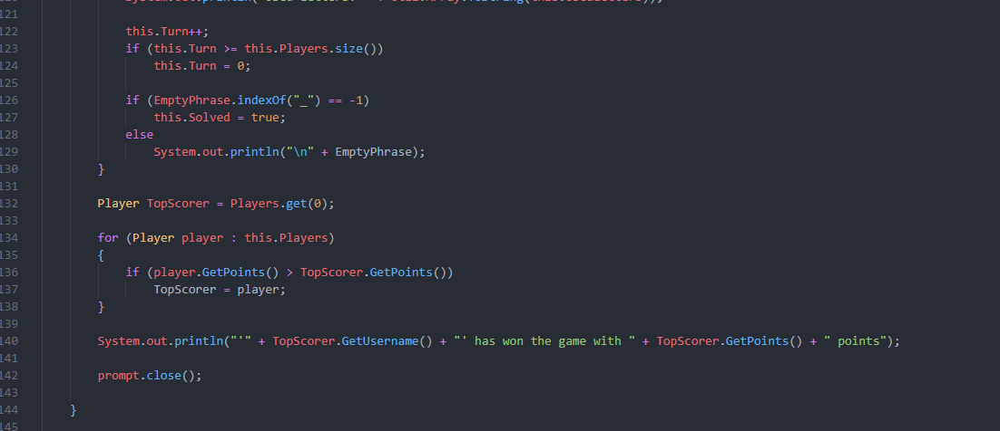 121
122 this.Turn++;
123 if (this.Turn >= this.Players.size())
124 this.Turn = 0;
125
126 if (EmptyPhrase.indexOf("_") == -1)
127 this.Solved = true;
128 else
129 System.out.println("\n" + EmptyPhrase);
130 }
131
132 Player TopScorer = Players.get(0);
133
134 for (Player player : this.Players)
135 {
136 if (player.GetPoints() > TopScorer.GetPoints())
137 TopScorer = player;
138 }
139
140 System.out.println("'" + TopScorer.GetUsername() + "' has won the game with " + TopScorer.GetPoints() + " points");
141
142 prompt.close();
143
144 }
145